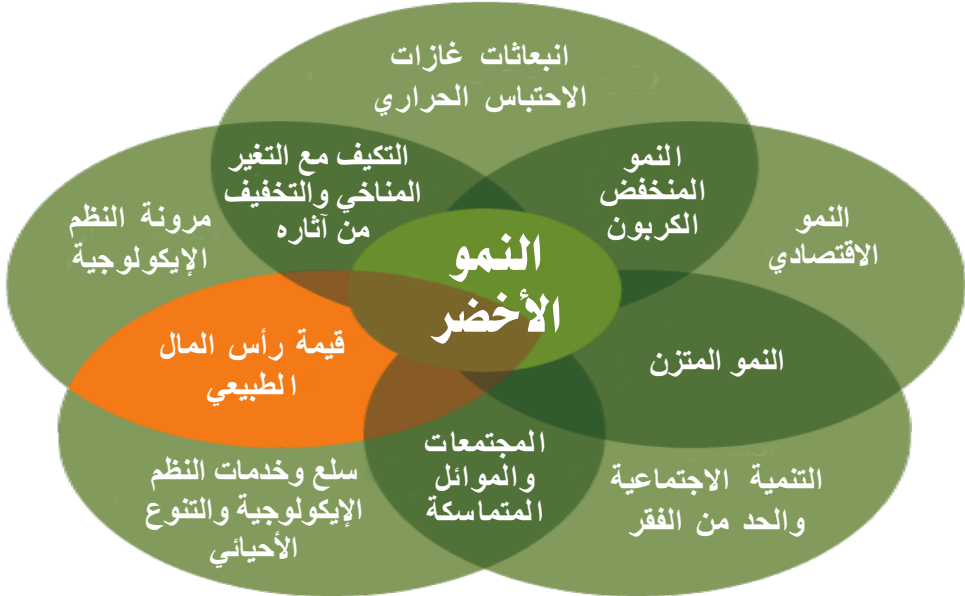 انبعاثات غازات
الاحتباس الحراري
التكيف مع التغير
المناخي والتخفيف
من آثاره
النمو
المنخفض
الكربون
مرونة النظم
الإيكولوجية
النمو
الاقتصادي
النمو
الأخضر
قيمة رأس المال
الطبيعي
النمو المتزن
المجتمعات
والموائل
المتماسكة
سلع وخدمات النظم
الإيكولوجية والتنوع
الأحيائي
التنمية الاجتماعية
والحد من الفقر